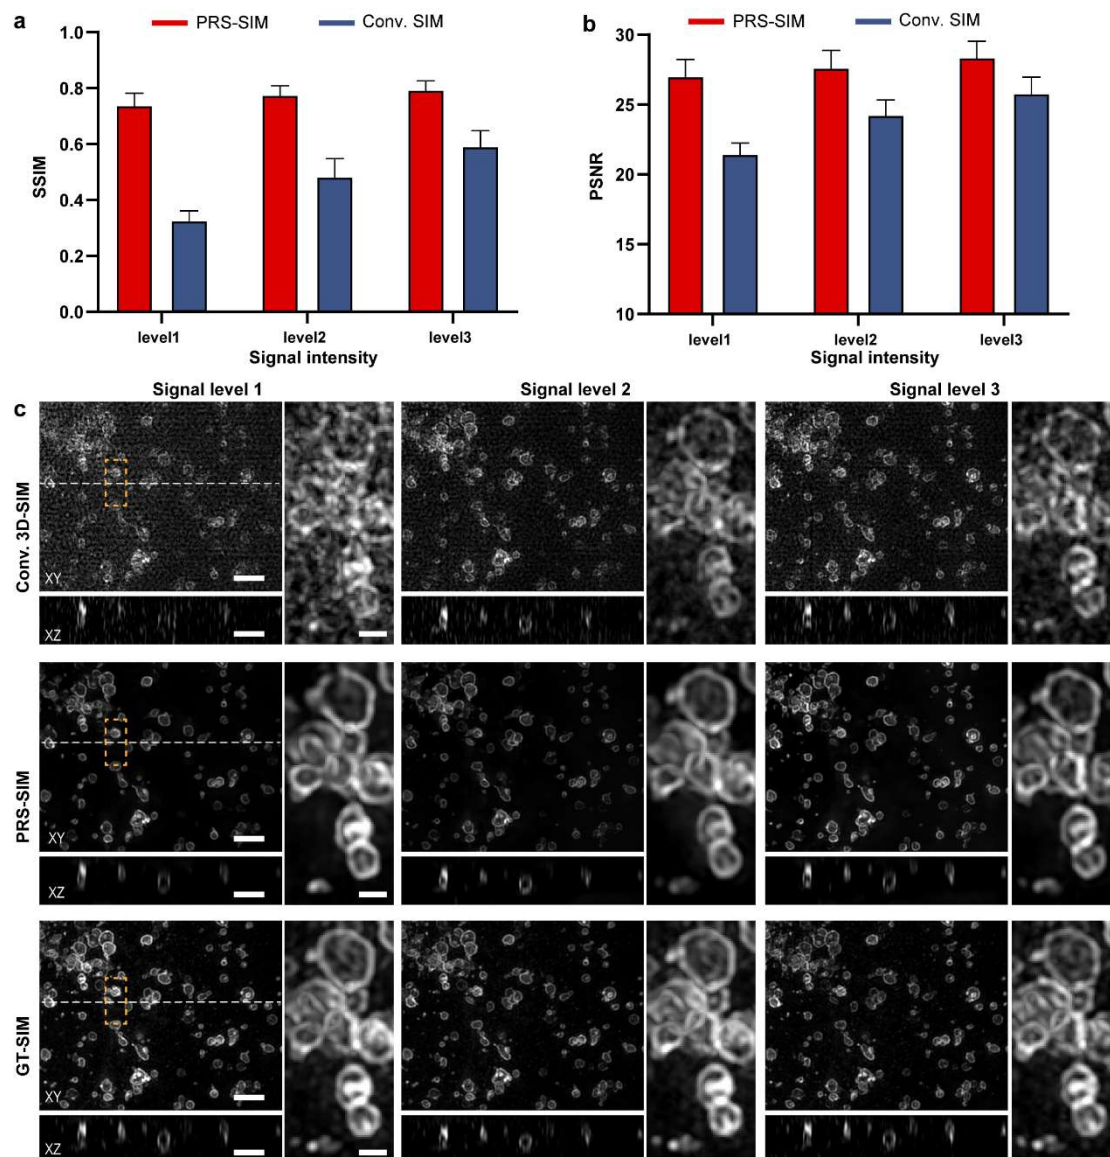 a
PRS-SIM Conv. SIM
1.0
0.8
0.6
0.4
0.2
0.0
SSIM
level1 level2 level3
Signal intensity
b
PRS-SIM Conv. SIM
30
25
20
15
10
PSNR
level1 level2 level3
Signal intensity
c
Signal level 1 Signal level 2 Signal level 3
Conv. 3D-SIM
XY
XZ
PRS-SIM
XY
XZ
GT-SIM
XY
XZ